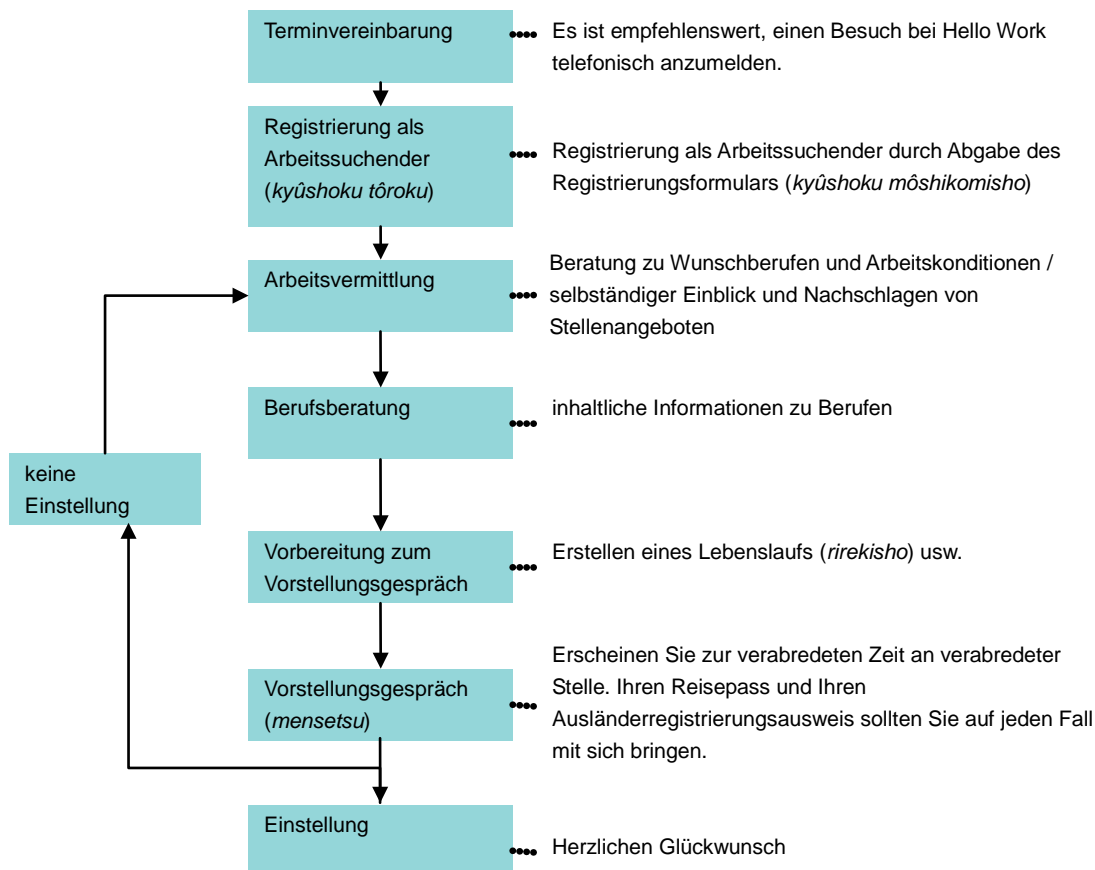 Terminvereinbarung
Es ist empfehlenswert, einen Besuch bei Hello Work
telefonisch anzumelden.
Registrierung als
Arbeitssuchender
(kyûshoku tôroku)
Registrierung als Arbeitssuchender durch Abgabe des
Registrierungsformulars (kyûshoku môshikomisho)
Arbeitsvermittlung
Beratung zu Wunschberufen und Arbeitskonditionen /
selbständiger Einblick und Nachschlagen von
Stellenangeboten
Berufsberatung
inhaltliche Informationen zu Berufen
keine
Einstellung
Vorbereitung zum
Vorstellungsgespräch
Erstellen eines Lebenslaufs (rirekisho) usw.
Vorstellungsgespräch
(mensetsu)
Erscheinen Sie zur verabredeten Zeit an verabredeter
Stelle. Ihren Reisepass und Ihren
Ausländerregistrierungsausweis sollten Sie auf jeden Fall
mit sich bringen.
Einstellung
Herzlichen Glückwunsch